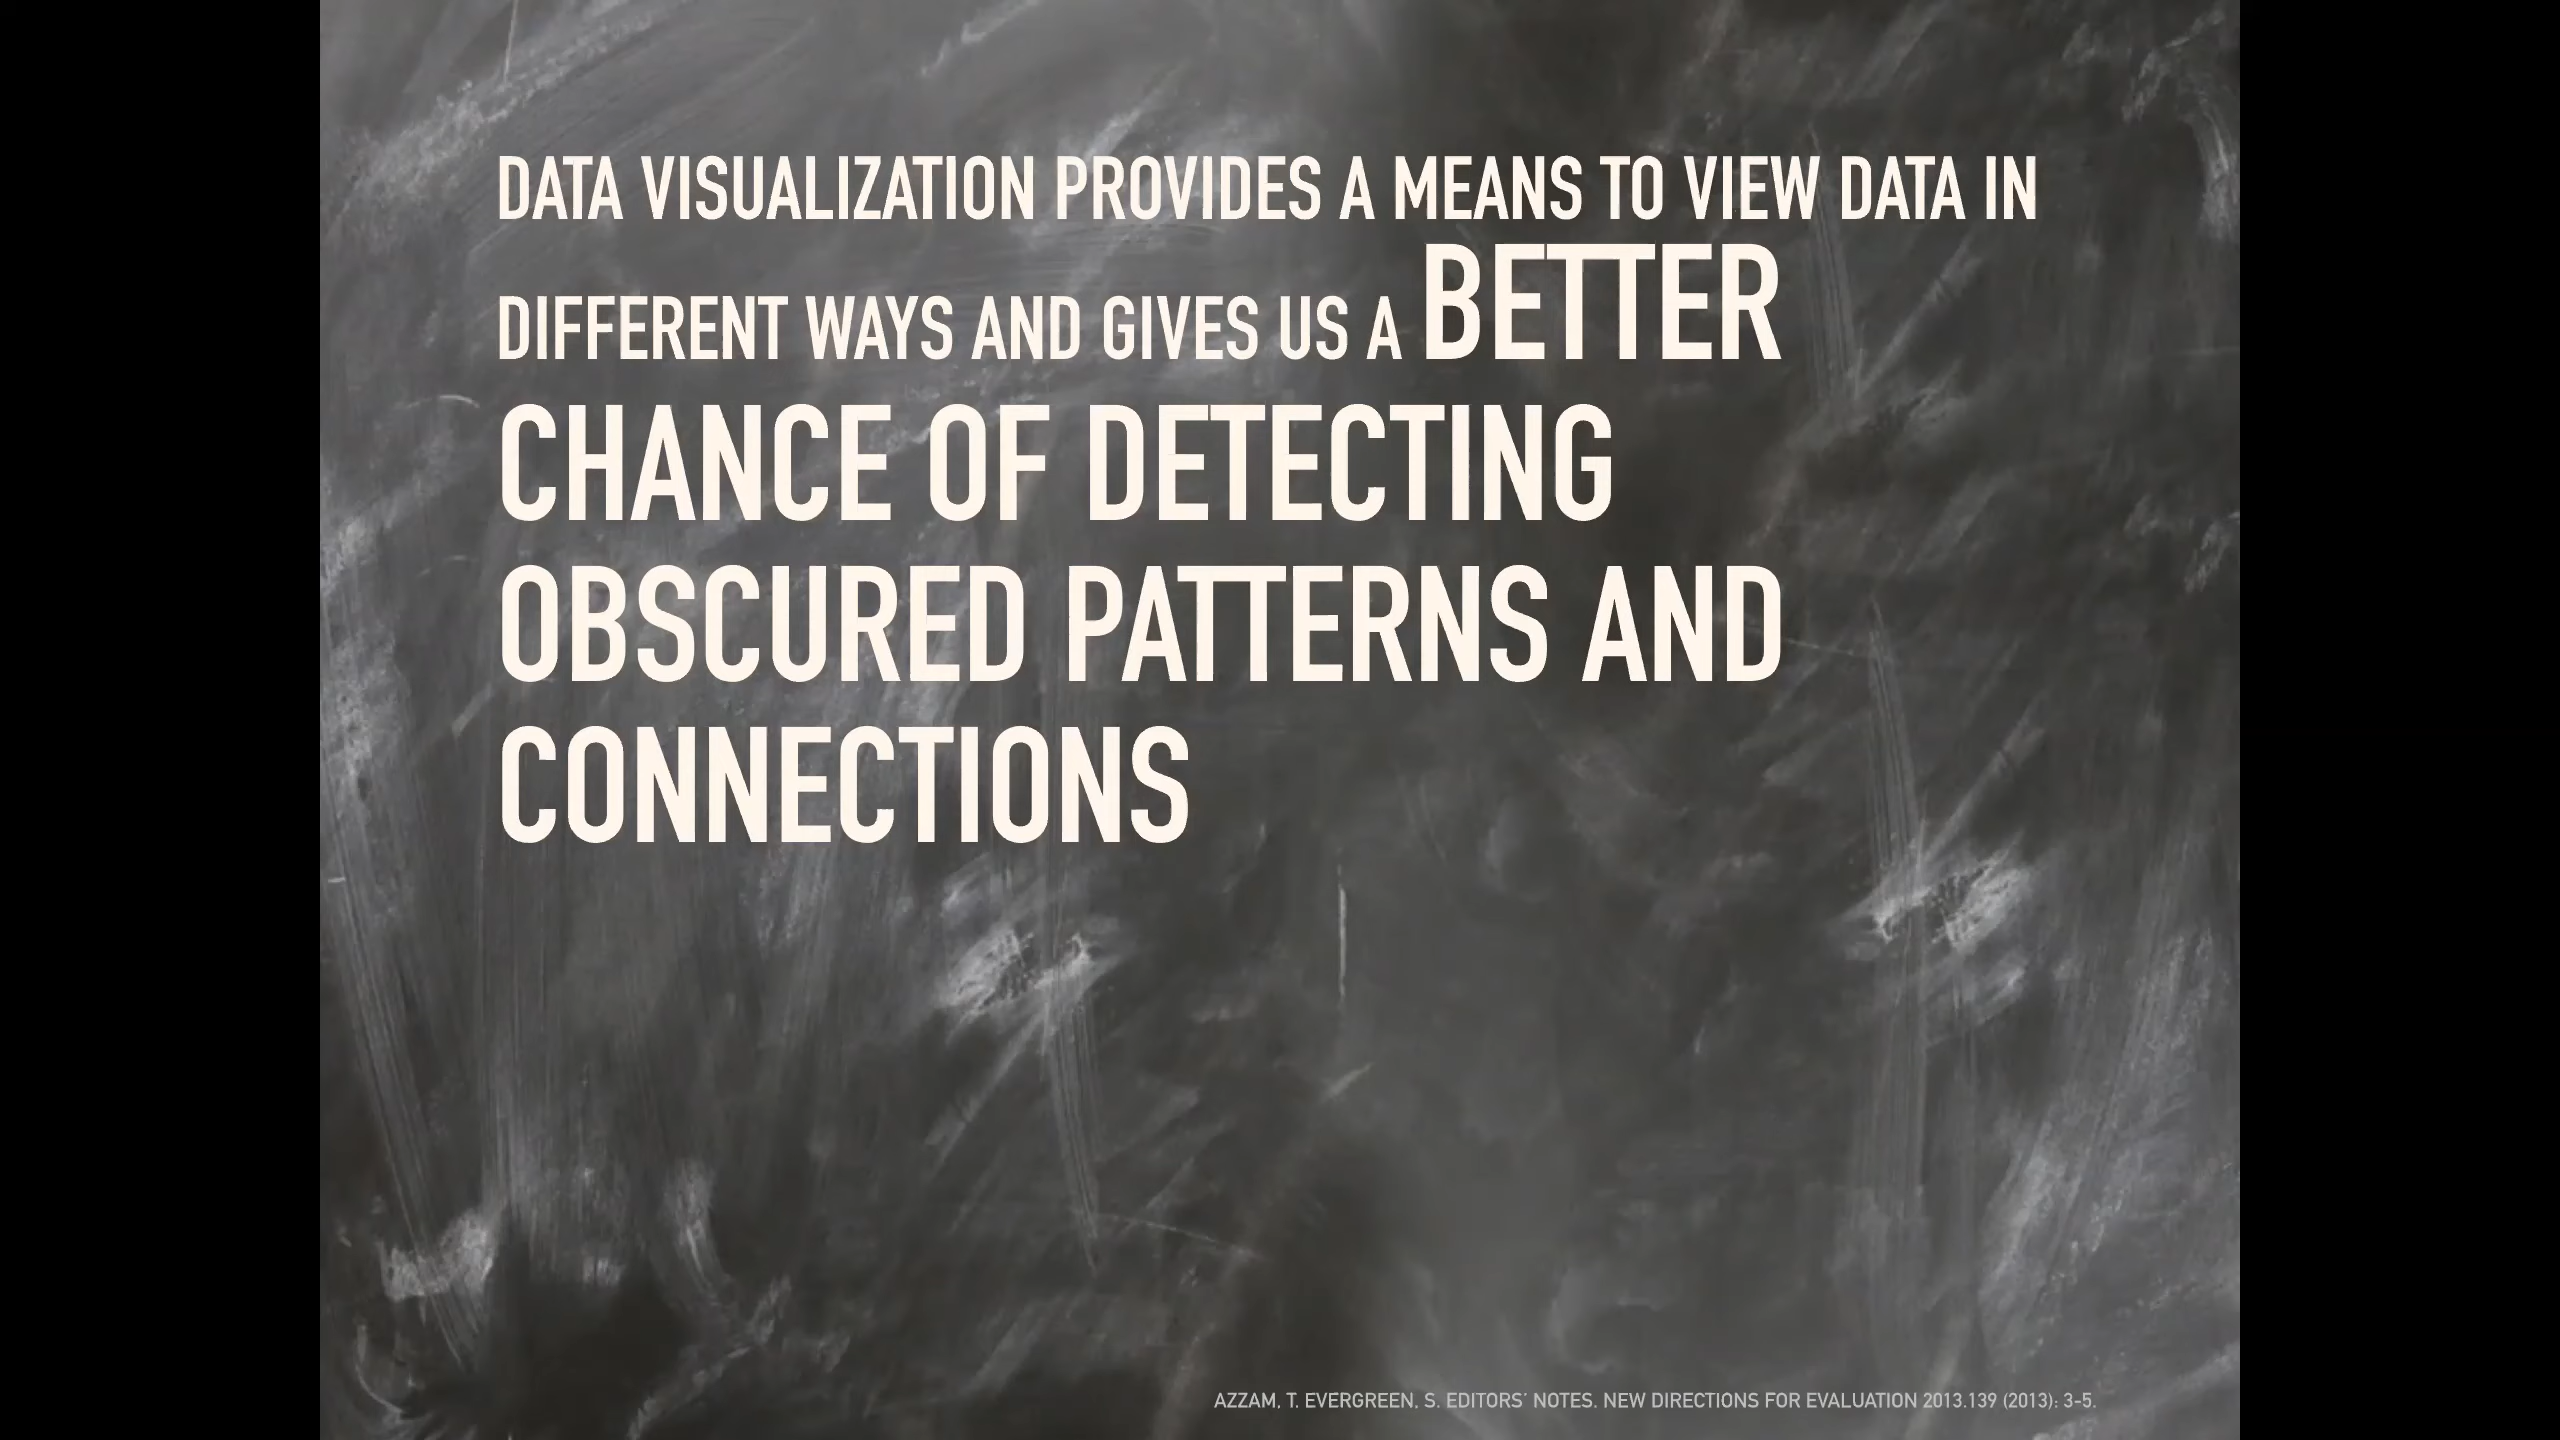 DATA VISUALIZATION PROVIDES A MEANS TO VIEW DATA IN
DIFFERENT WAYS AND GIVES US A BETTER
CHANCE OF DETECTING
OBSCURED PATTERNS AND
CONNECTIONS
AZZAM, T. EVERGREEN, S. EDITORS' NOTES. NEW DIRECTIONS FOR EVALUATION 2013.139 (2013): 3-5.